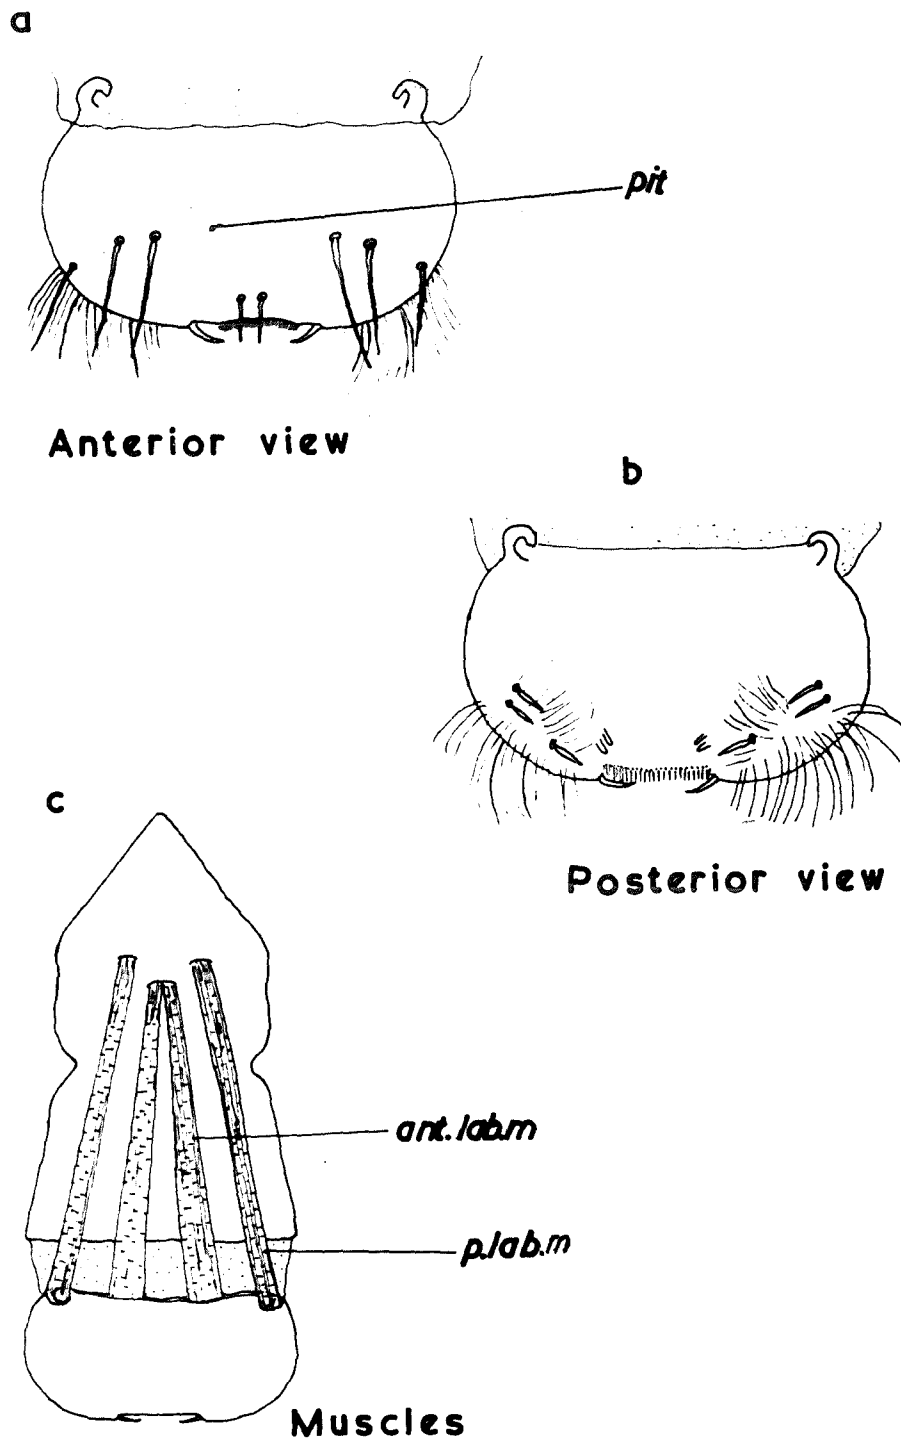 a
pit
Anterior view
b
Posterior view
c
ant.lab.m
p.lab.m
Muscles